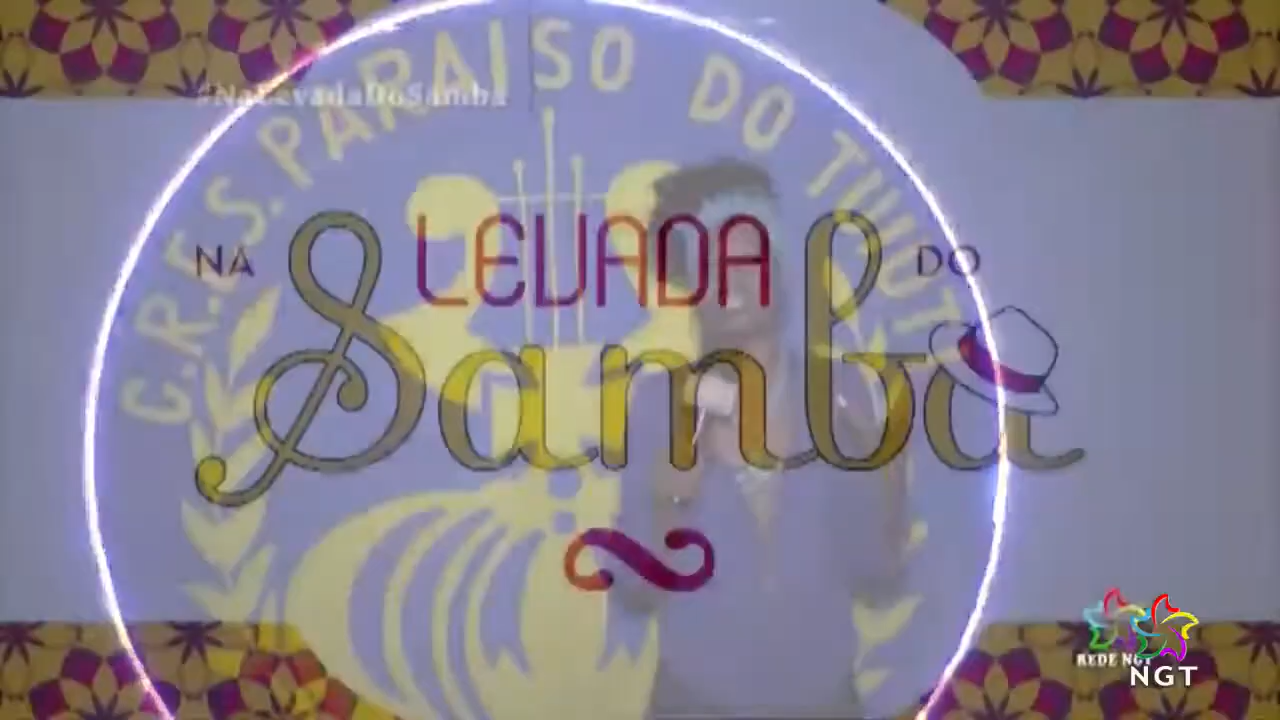 #NaLevadaDoSamba
G.R.E.S. PARAISO DO TUIUTI
NA LEVADA DO
Samba
REDE NGT
NGT